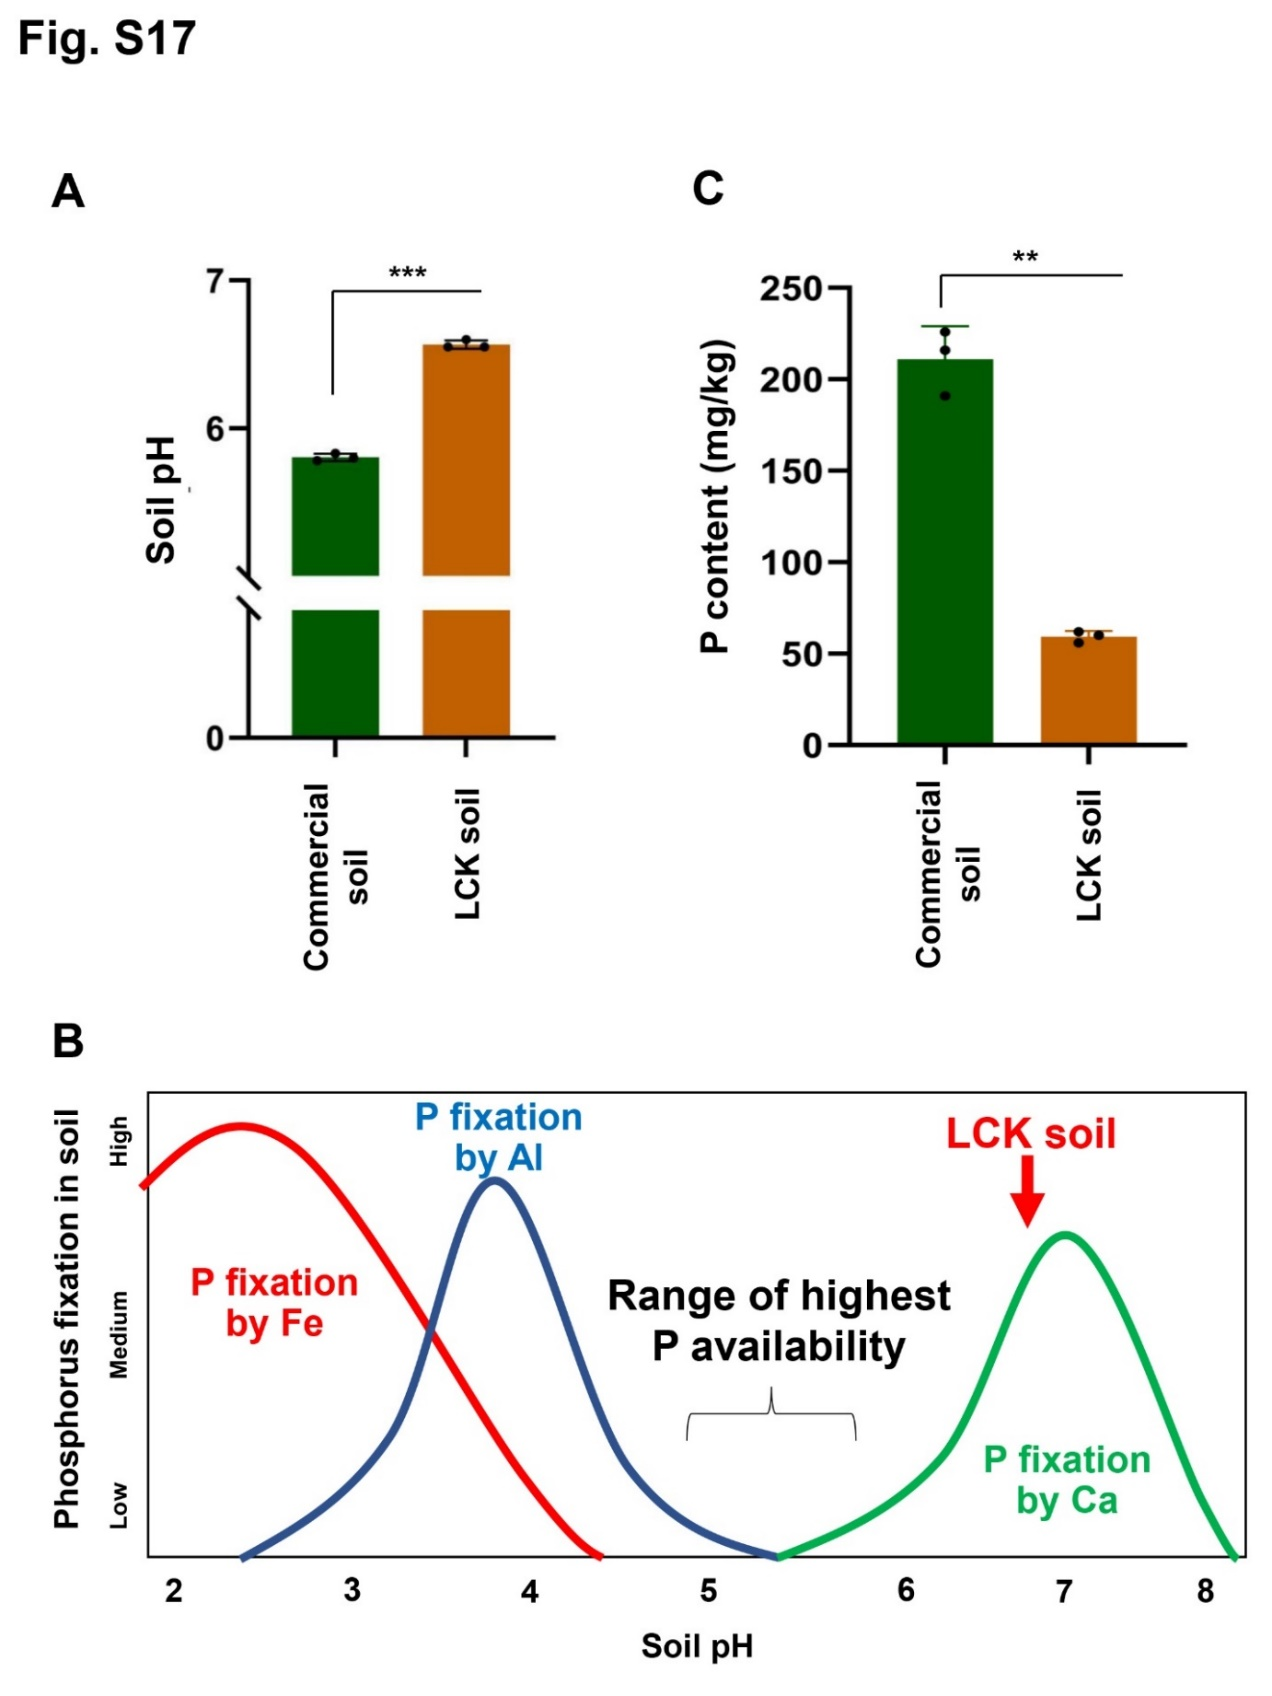 Fig. S17
A
***
7
6
0
Soil pH
Commercial
soil
LCK soil
C
**
250
200
150
100
50
0
P content (mg/kg)
Commercial
soil
LCK soil
B
Phosphorus fixation in soil
High
Medium
Low
P fixation
by Al
LCK soil
P fixation
by Fe
Range of highest
P availability
P fixation
by Ca
2 3 4 5 6 7 8
Soil pH